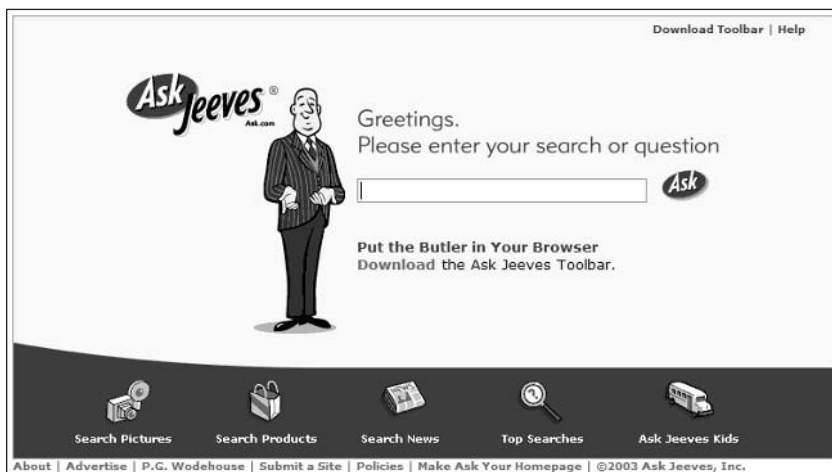 Download Toolbar | Help
Ask Jeeves ®
Ask.com
Greetings.
Please enter your search or question
Ask
Put the Butler in Your Browser
Download the Ask Jeeves Toolbar.
NEWS
?
Search Pictures Search Products Search News Top Searches Ask Jeeves Kids
About | Advertise | P.G. Wodehouse | Submit a Site | Policies | Make Ask Your Homepage | ©2003 Ask Jeeves, Inc.